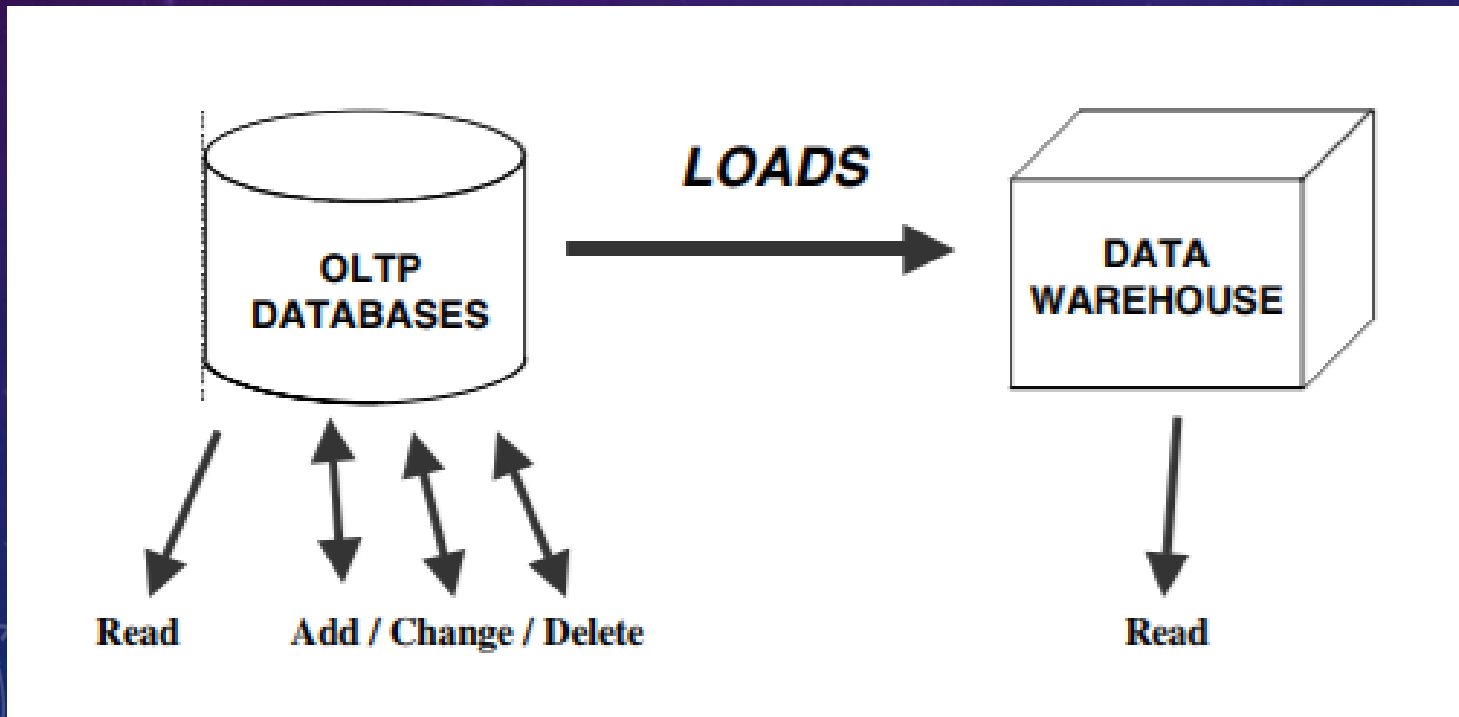 LOADS
OLTP
DATABASES
DATA
WAREHOUSE
Read
Add / Change / Delete
Read